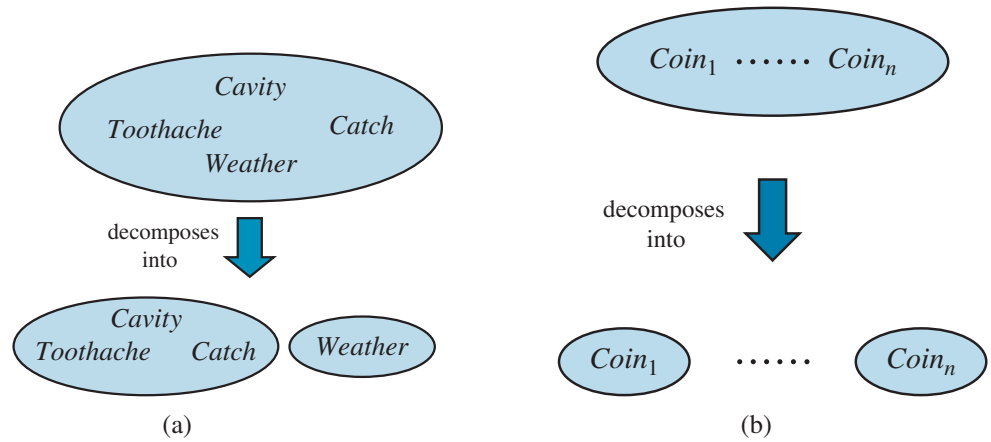 Cavity
Toothache Catch
Weather
decomposes
into
Cavity
Toothache Catch
Weather
(a)
Coin₁ ...... Coinₙ
decomposes
into
Coin₁ ...... Coinₙ
(b)